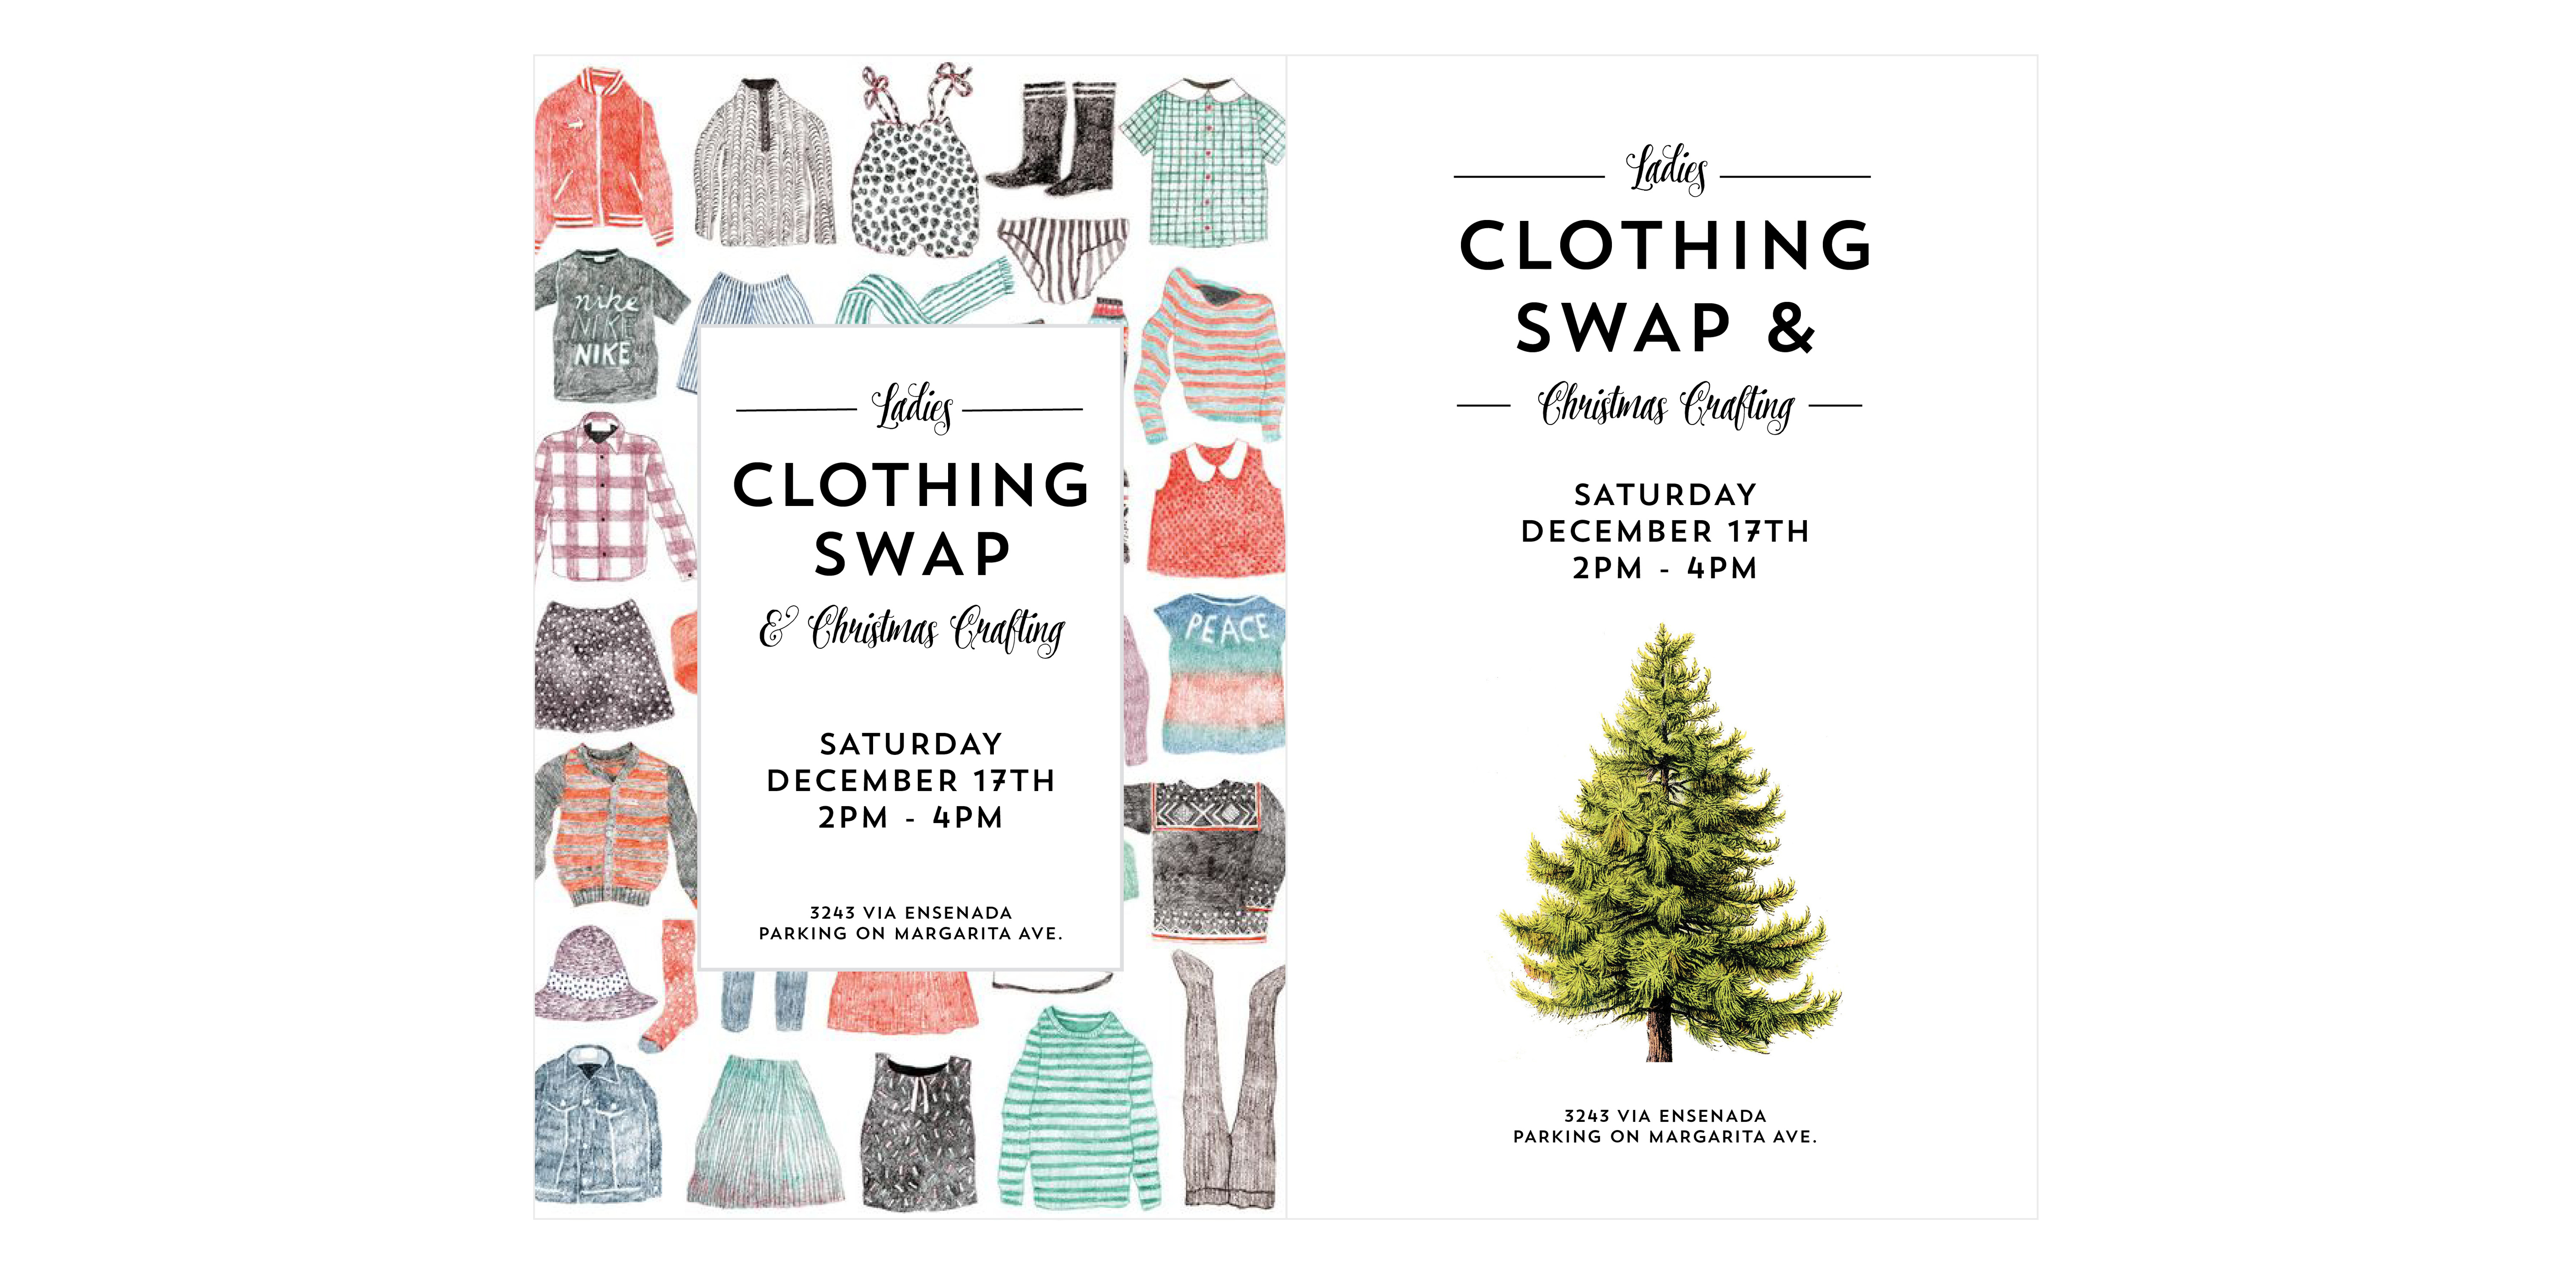 nike
NIKE
NIKE
PEACE
Ladies
CLOTHING
SWAP
& Christmas Crafting
SATURDAY
DECEMBER 17TH
2PM - 4PM
3243 VIA ENSENADA
PARKING ON MARGARITA AVE.
Ladies
CLOTHING
SWAP &
Christmas Crafting
SATURDAY
DECEMBER 17TH
2PM - 4PM
3243 VIA ENSENADA
PARKING ON MARGARITA AVE.